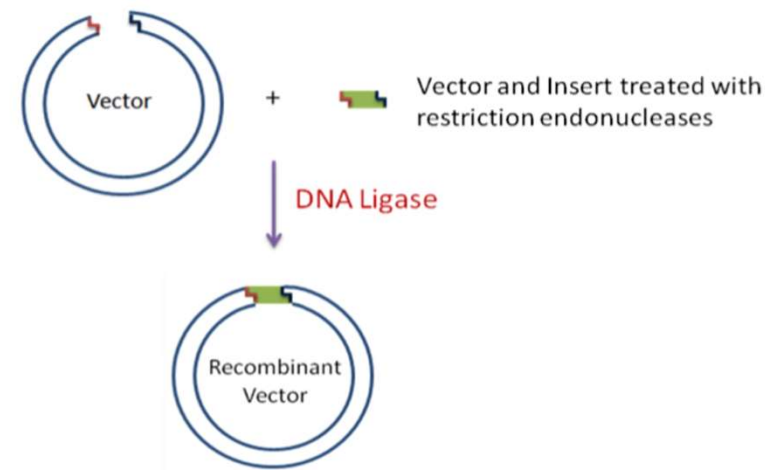 Vector
+
Vector and Insert treated with
restriction endonucleases
DNA Ligase
Recombinant
Vector